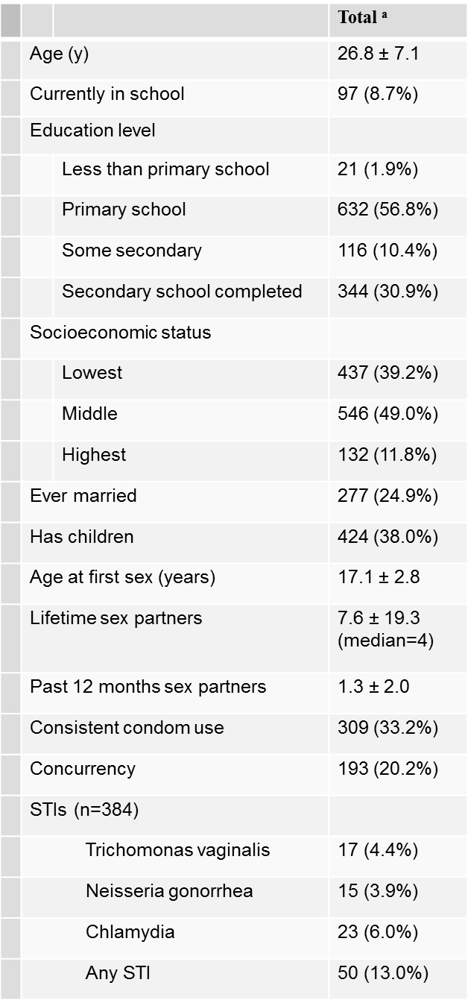 Total a
Age (y) 26.8 ± 7.1
Currently in school 97 (8.7%)
Education level
Less than primary school 21 (1.9%)
Primary school 632 (56.8%)
Some secondary 116 (10.4%)
Secondary school completed 344 (30.9%)
Socioeconomic status
Lowest 437 (39.2%)
Middle 546 (49.0%)
Highest 132 (11.8%)
Ever married 277 (24.9%)
Has children 424 (38.0%)
Age at first sex (years) 17.1 ± 2.8
Lifetime sex partners 7.6 ± 19.3
(median=4)
Past 12 months sex partners 1.3 ± 2.0
Consistent condom use 309 (33.2%)
Concurrency 193 (20.2%)
STIs (n=384)
Trichomonas vaginalis 17 (4.4%)
Neisseria gonorrhea 15 (3.9%)
Chlamydia 23 (6.0%)
Any STI 50 (13.0%)